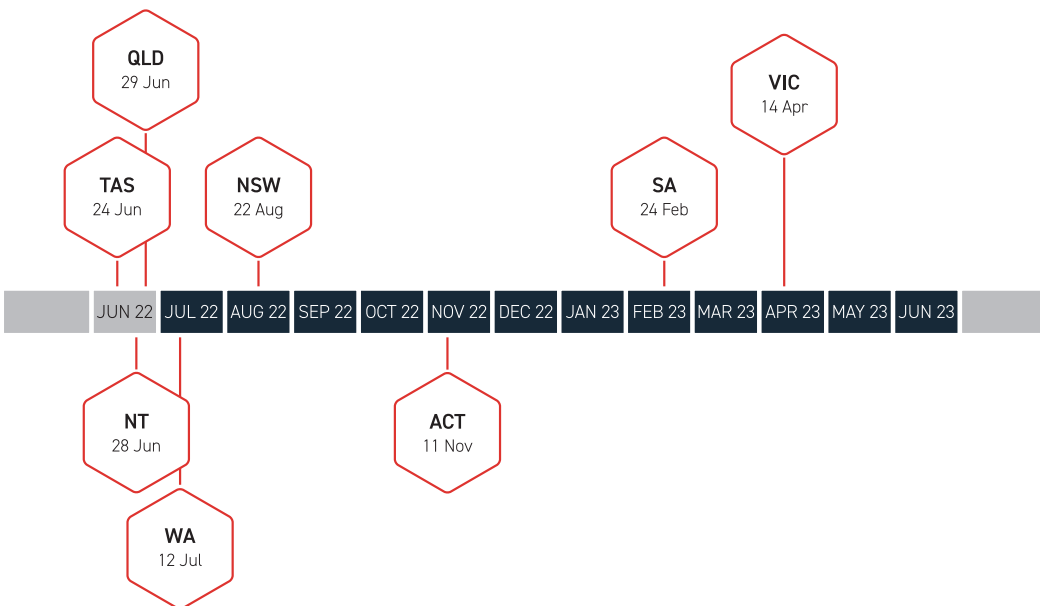 QLD
29 Jun
VIC
14 Apr
TAS
24 Jun
NSW
22 Aug
SA
24 Feb
JUN 22 JUL 22 AUG 22 SEP 22 OCT 22 NOV 22 DEC 22 JAN 23 FEB 23 MAR 23 APR 23 MAY 23 JUN 23
NT
28 Jun
ACT
11 Nov
WA
12 Jul